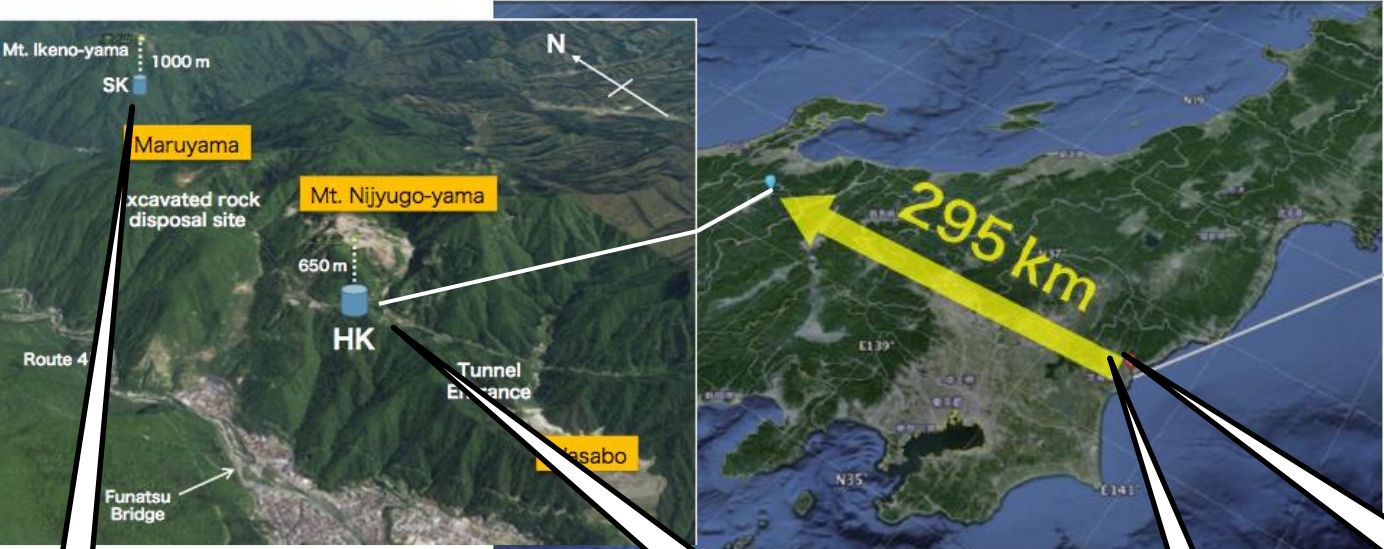 Mt. Ikeno-yama
1000 m
SK
N
Maruyama
xcavated rock
disposal site
Mt. Nijyugo-yama
650 m
HK
Route 4
Tunnel
Funatsu
Bridge
Google
295 km
E139°
N35°
E141°